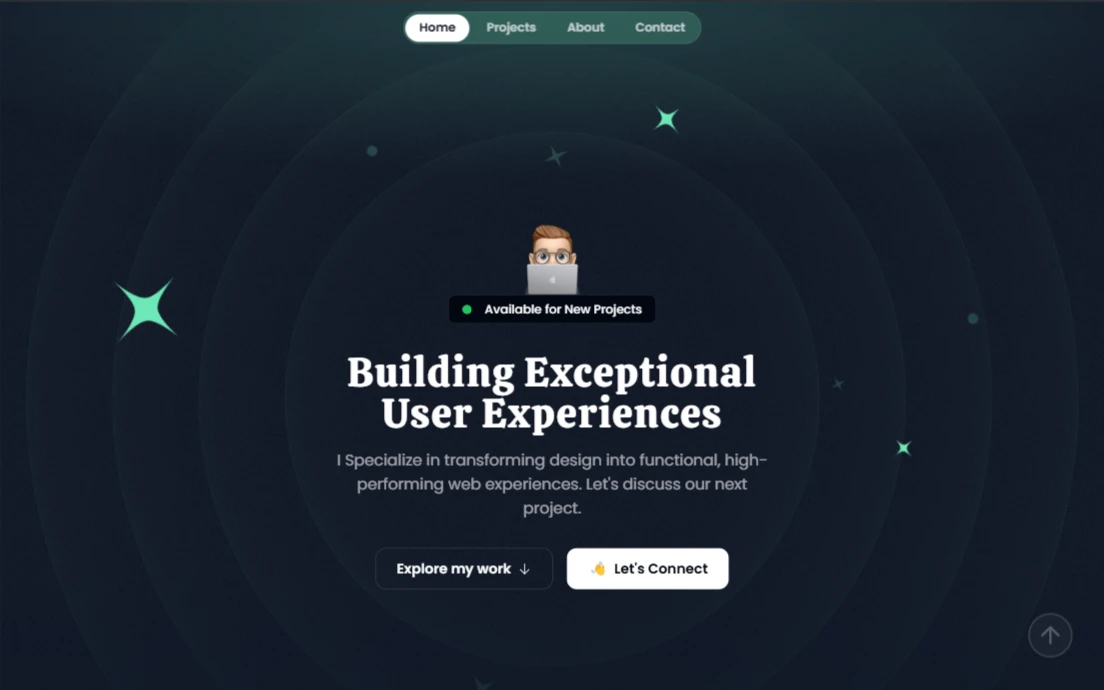 Home Projects About Contact
Available for New Projects
Building Exceptional
User Experiences
I Specialize in transforming design into functional, high-
performing web experiences. Let's discuss our next
project.
Explore my work ↓ 👋 Let's Connect